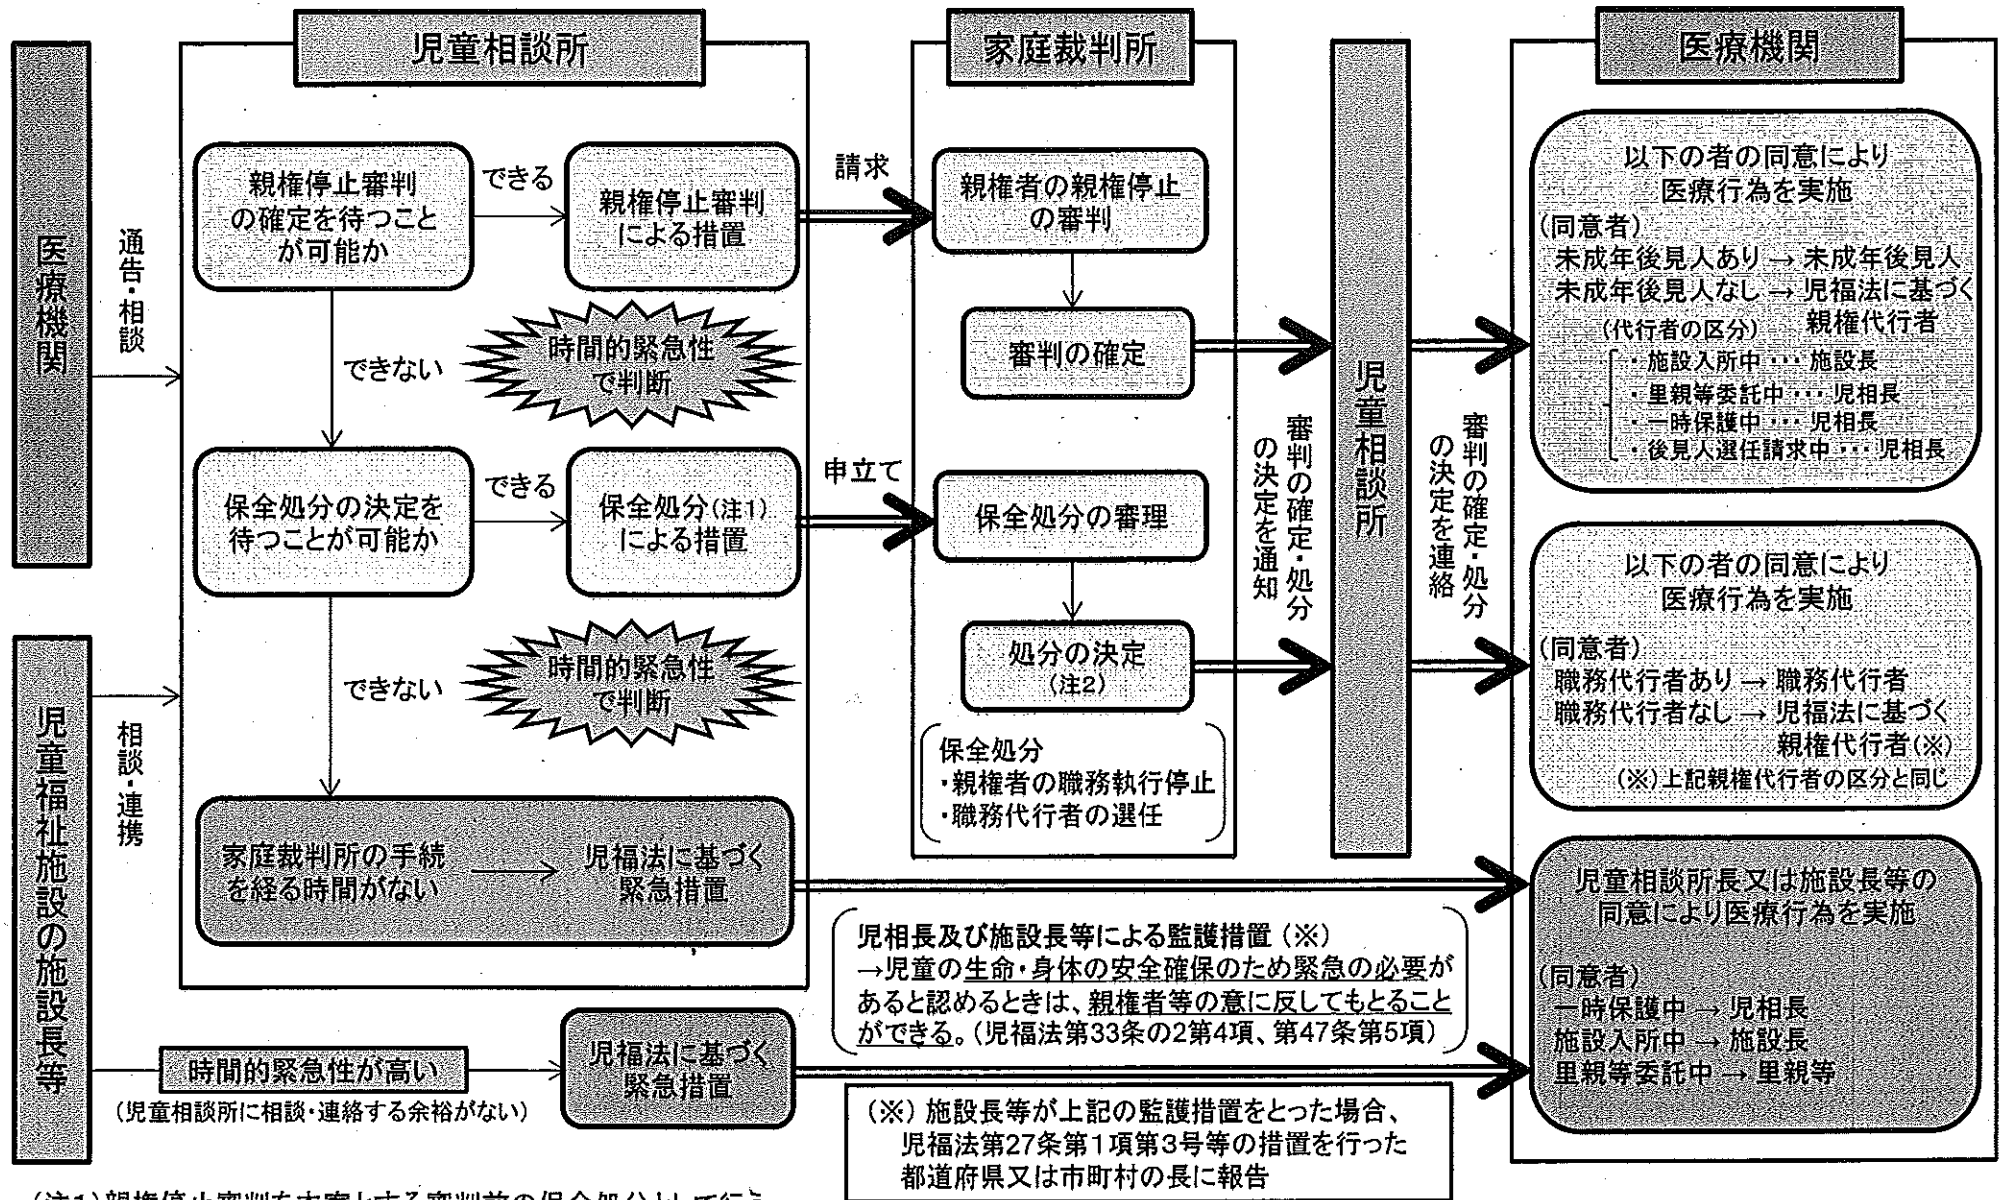 医療機関
通告・相談
児童福祉施設の施設長等
相談・連携
児童相談所
親権停止審判
の確定を待つこと
が可能か
できる
親権停止審判
による措置
できない
時間的緊急性
で判断
保全処分の決定を
待つことが可能か
できる
保全処分(注1)
による措置
できない
時間的緊急性
で判断
家庭裁判所の手続
を経る時間がない
児福法に基づく
緊急措置
時間的緊急性が高い
(児童相談所に相談・連絡する余裕がない)
児福法に基づく
緊急措置
請求
申立て
家庭裁判所
親権者の親権停止
の審判
審判の確定
保全処分の審理
処分の決定
(注2)
保全処分
・親権者の職務執行停止
・職務代行者の選任
審判の確定・処分
の決定を通知
児童相談所
審判の確定・処分
の決定を連絡
児相長及び施設長等による監護措置(※)
→児童の生命・身体の安全確保のため緊急の必要が
あると認めるときは、親権者等の意に反してもとること
ができる。(児福法第33条の2第4項、第47条第5項)
(※)施設長等が上記の監護措置をとった場合、
児福法第27条第1項第3号等の措置を行った
都道府県又は市町村の長に報告
医療機関
以下の者の同意により
医療行為を実施
(同意者)
未成年後見人あり → 未成年後見人
未成年後見人なし → 児福法に基づく
親権代行者
(代行者の区分)
・施設入所中・・・施設長
・里親等委託中・・・児相長
・一時保護中・・・児相長
・後見人選任請求中・・・児相長
以下の者の同意により
医療行為を実施
(同意者)
職務代行者あり → 職務代行者
職務代行者なし → 児福法に基づく
親権代行者(※)
(※)上記親権代行者の区分と同じ
児童相談所長又は施設長等の
同意により医療行為を実施
(同意者)
一時保護中 → 児相長
施設入所中 → 施設長
里親等委託中 → 里親等
(注1)親権停止審判を本案とする審判前の保全処分として行う